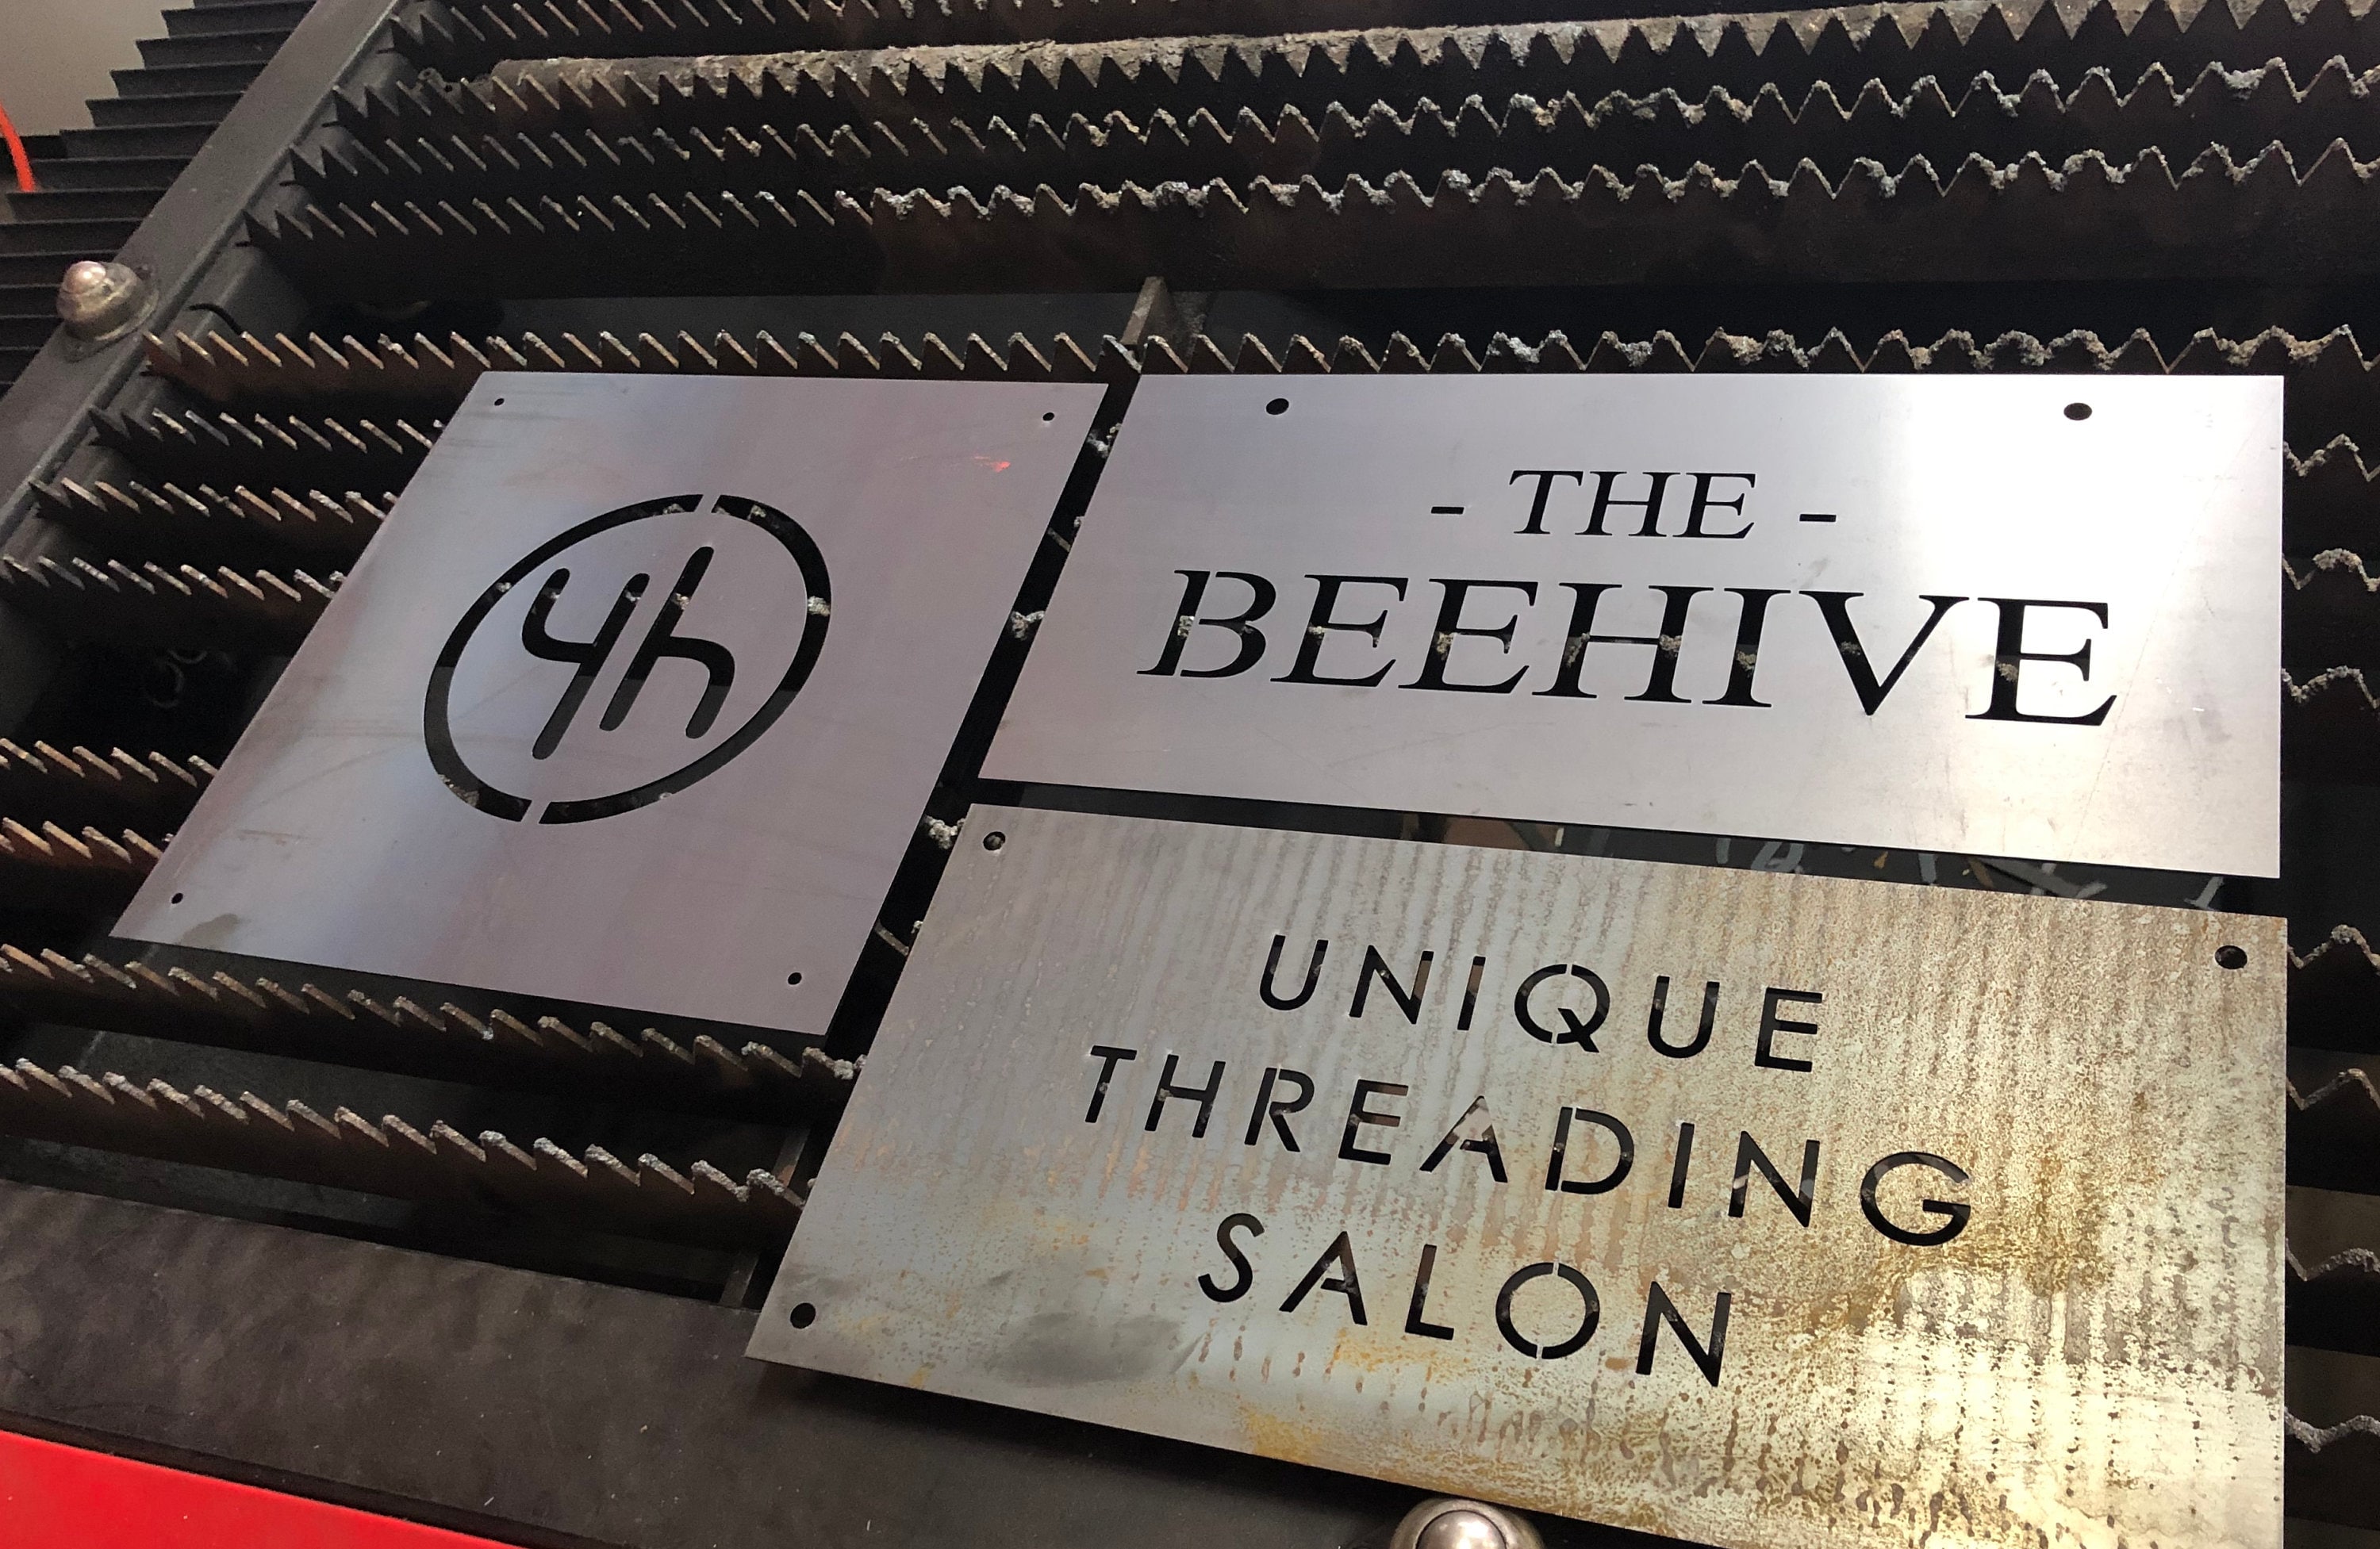 yh
- THE -
BEEHIVE
UNIQUE
THREADING
SALON